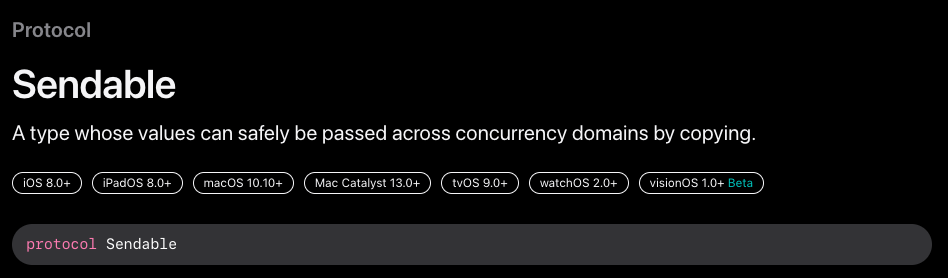 Protocol
Sendable
A type whose values can safely be passed across concurrency domains by copying.
iOS 8.0+ iPadOS 8.0+ macOS 10.10+ Mac Catalyst 13.0+ tvOS 9.0+ watchOS 2.0+ visionOS 1.0+ Beta
protocol Sendable